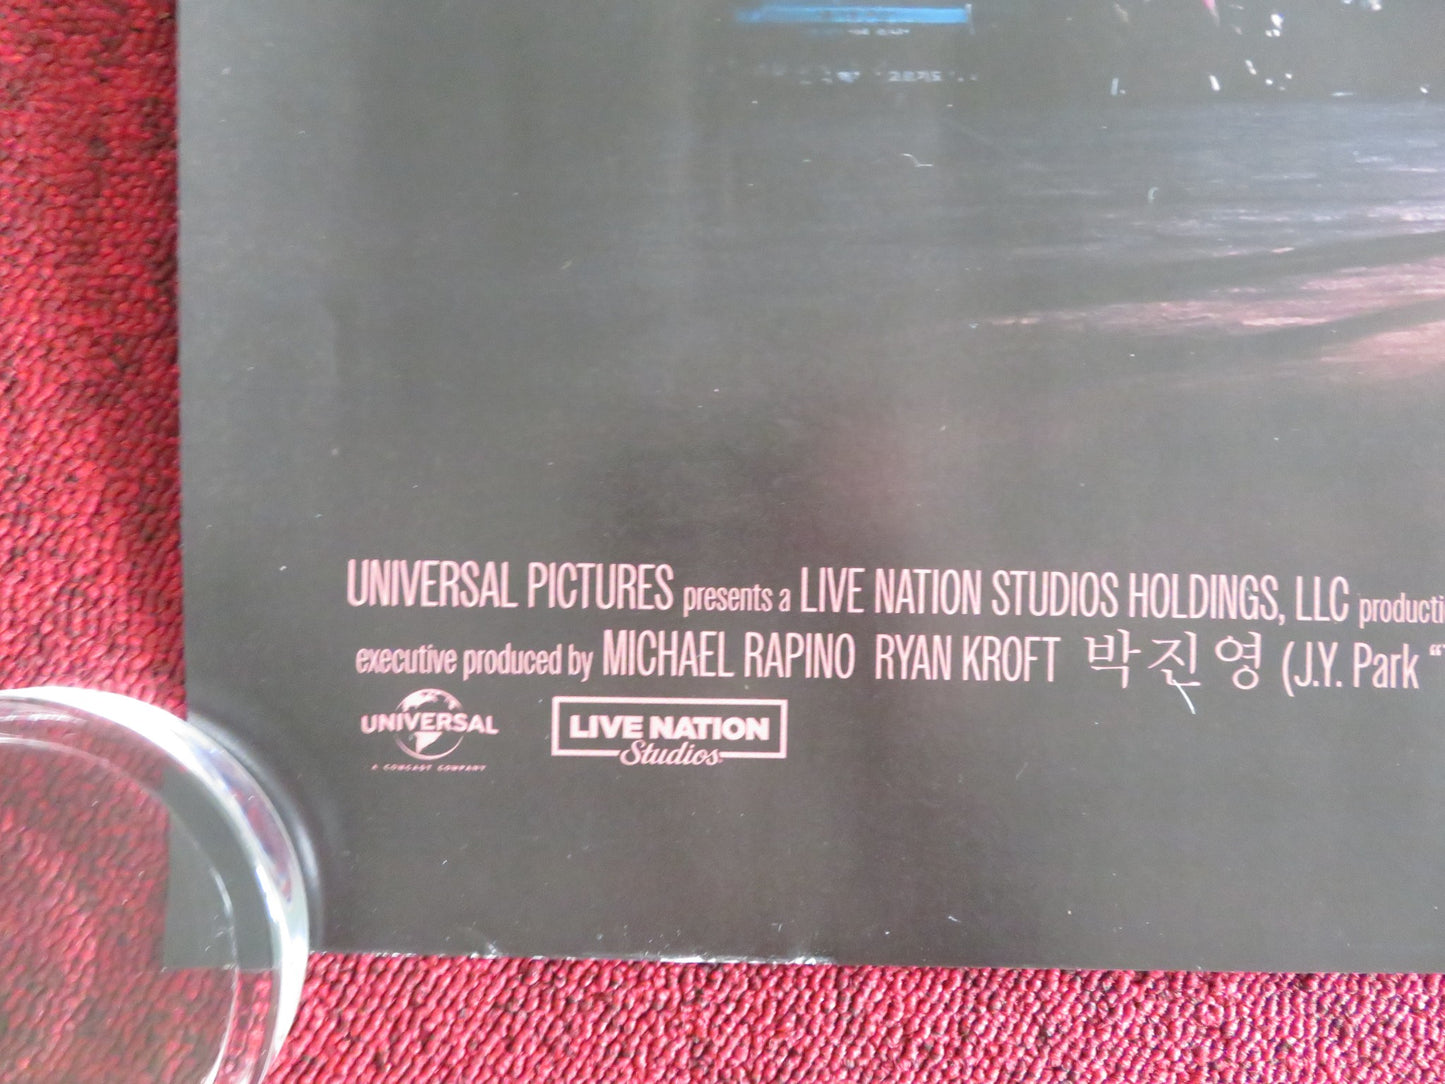 UNIVERSAL PICTURES presents a LIVE NATION STUDIOS HOLDINGS, LLC producti
executive produced by MICHAEL RAPINO RYAN KROFT 박진영 (J.Y. Park "
UNIVERSAL
A COMCAST COMPANY
LIVE NATION
Studios